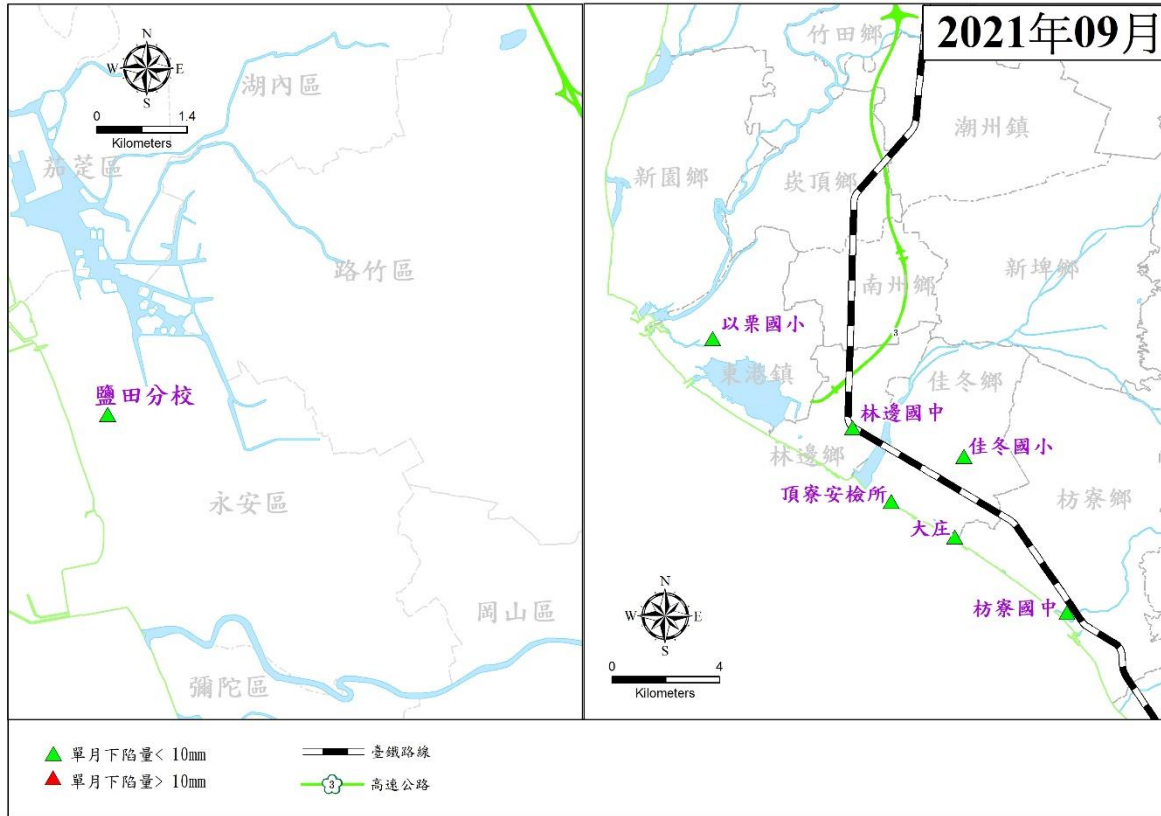 2021年09月
N
W
E
S
0
1.4
Kilometers
湖內區
茄萣區
路竹區
鹽田分校
永安區
岡山區
彌陀區
竹田鄉
潮州鎮
新園鄉
崁頂鄉
新埤鄉
南州鄉
3
以栗國小
東港鎮
佳冬鄉
林邊國中
林邊鄉
佳冬國小
頂寮安檢所
枋寮鄉
大庄
枋寮國中
N
W
E
S
0
4
Kilometers
單月下陷量< 10mm
單月下陷量> 10mm
臺鐵路線
3
高速公路